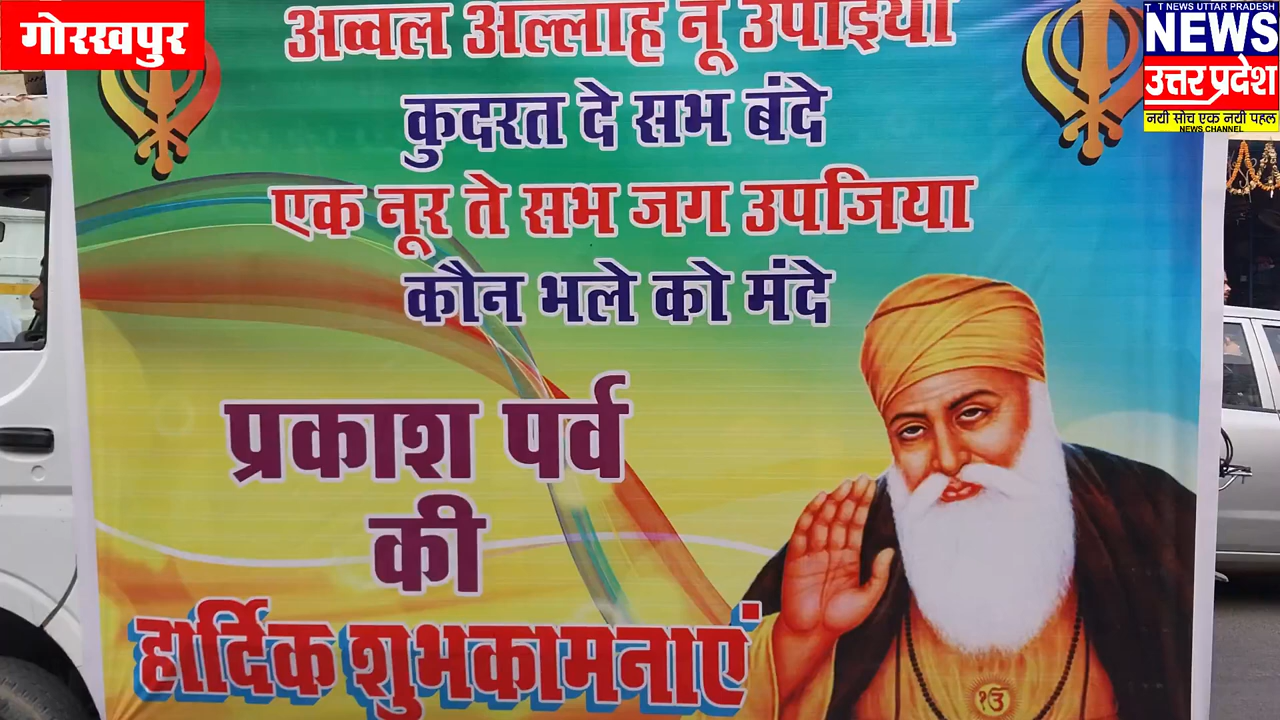 गोरखपुर
T T NEWS UTTAR PRADESH
NEWS
उत्तर प्रदेश
नयी सोच एक नयी पहल
NEWS CHANNEL
अव्वल अल्लाह नू उपाइया
कुदरत दे सभ बंदे
एक नूर ते सभ जग उपजिया
कौन भले को मंदे
प्रकाश पर्व
की
हार्दिक शुभकामनाएं
ੴ